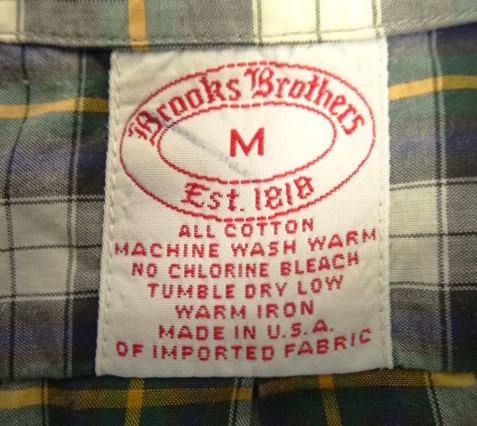 Brooks Brothers
M
Est. 1818
ALL COTTON
MACHINE WASH WARM
NO CHLORINE BLEACH
TUMBLE DRY LOW
WARM IRON
MADE IN U.S.A.
OF IMPORTED FABRIC